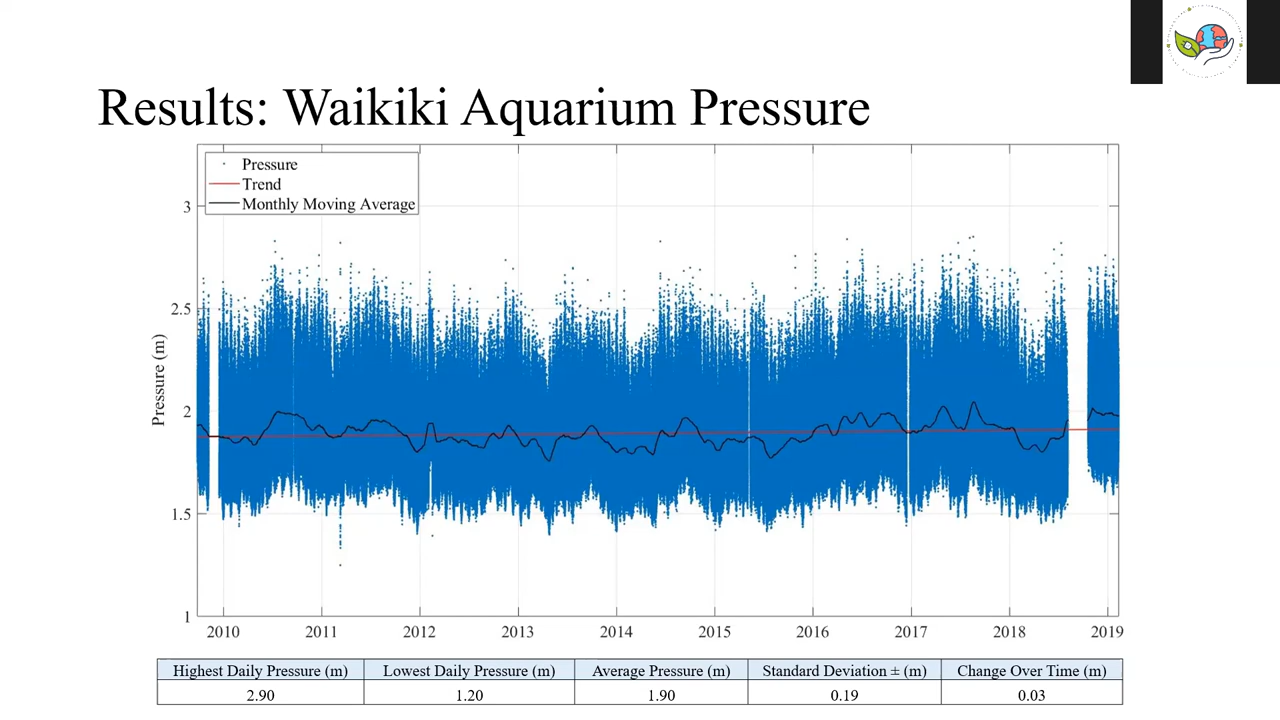 Results: Waikiki Aquarium Pressure
Pressure
Trend
Monthly Moving Average
3
2.5
2
1.5
1
Pressure (m)
2010 2011 2012 2013 2014 2015 2016 2017 2018 2019
Highest Daily Pressure (m) Lowest Daily Pressure (m) Average Pressure (m) Standard Deviation ± (m) Change Over Time (m)
2.90 1.20 1.90 0.19 0.03